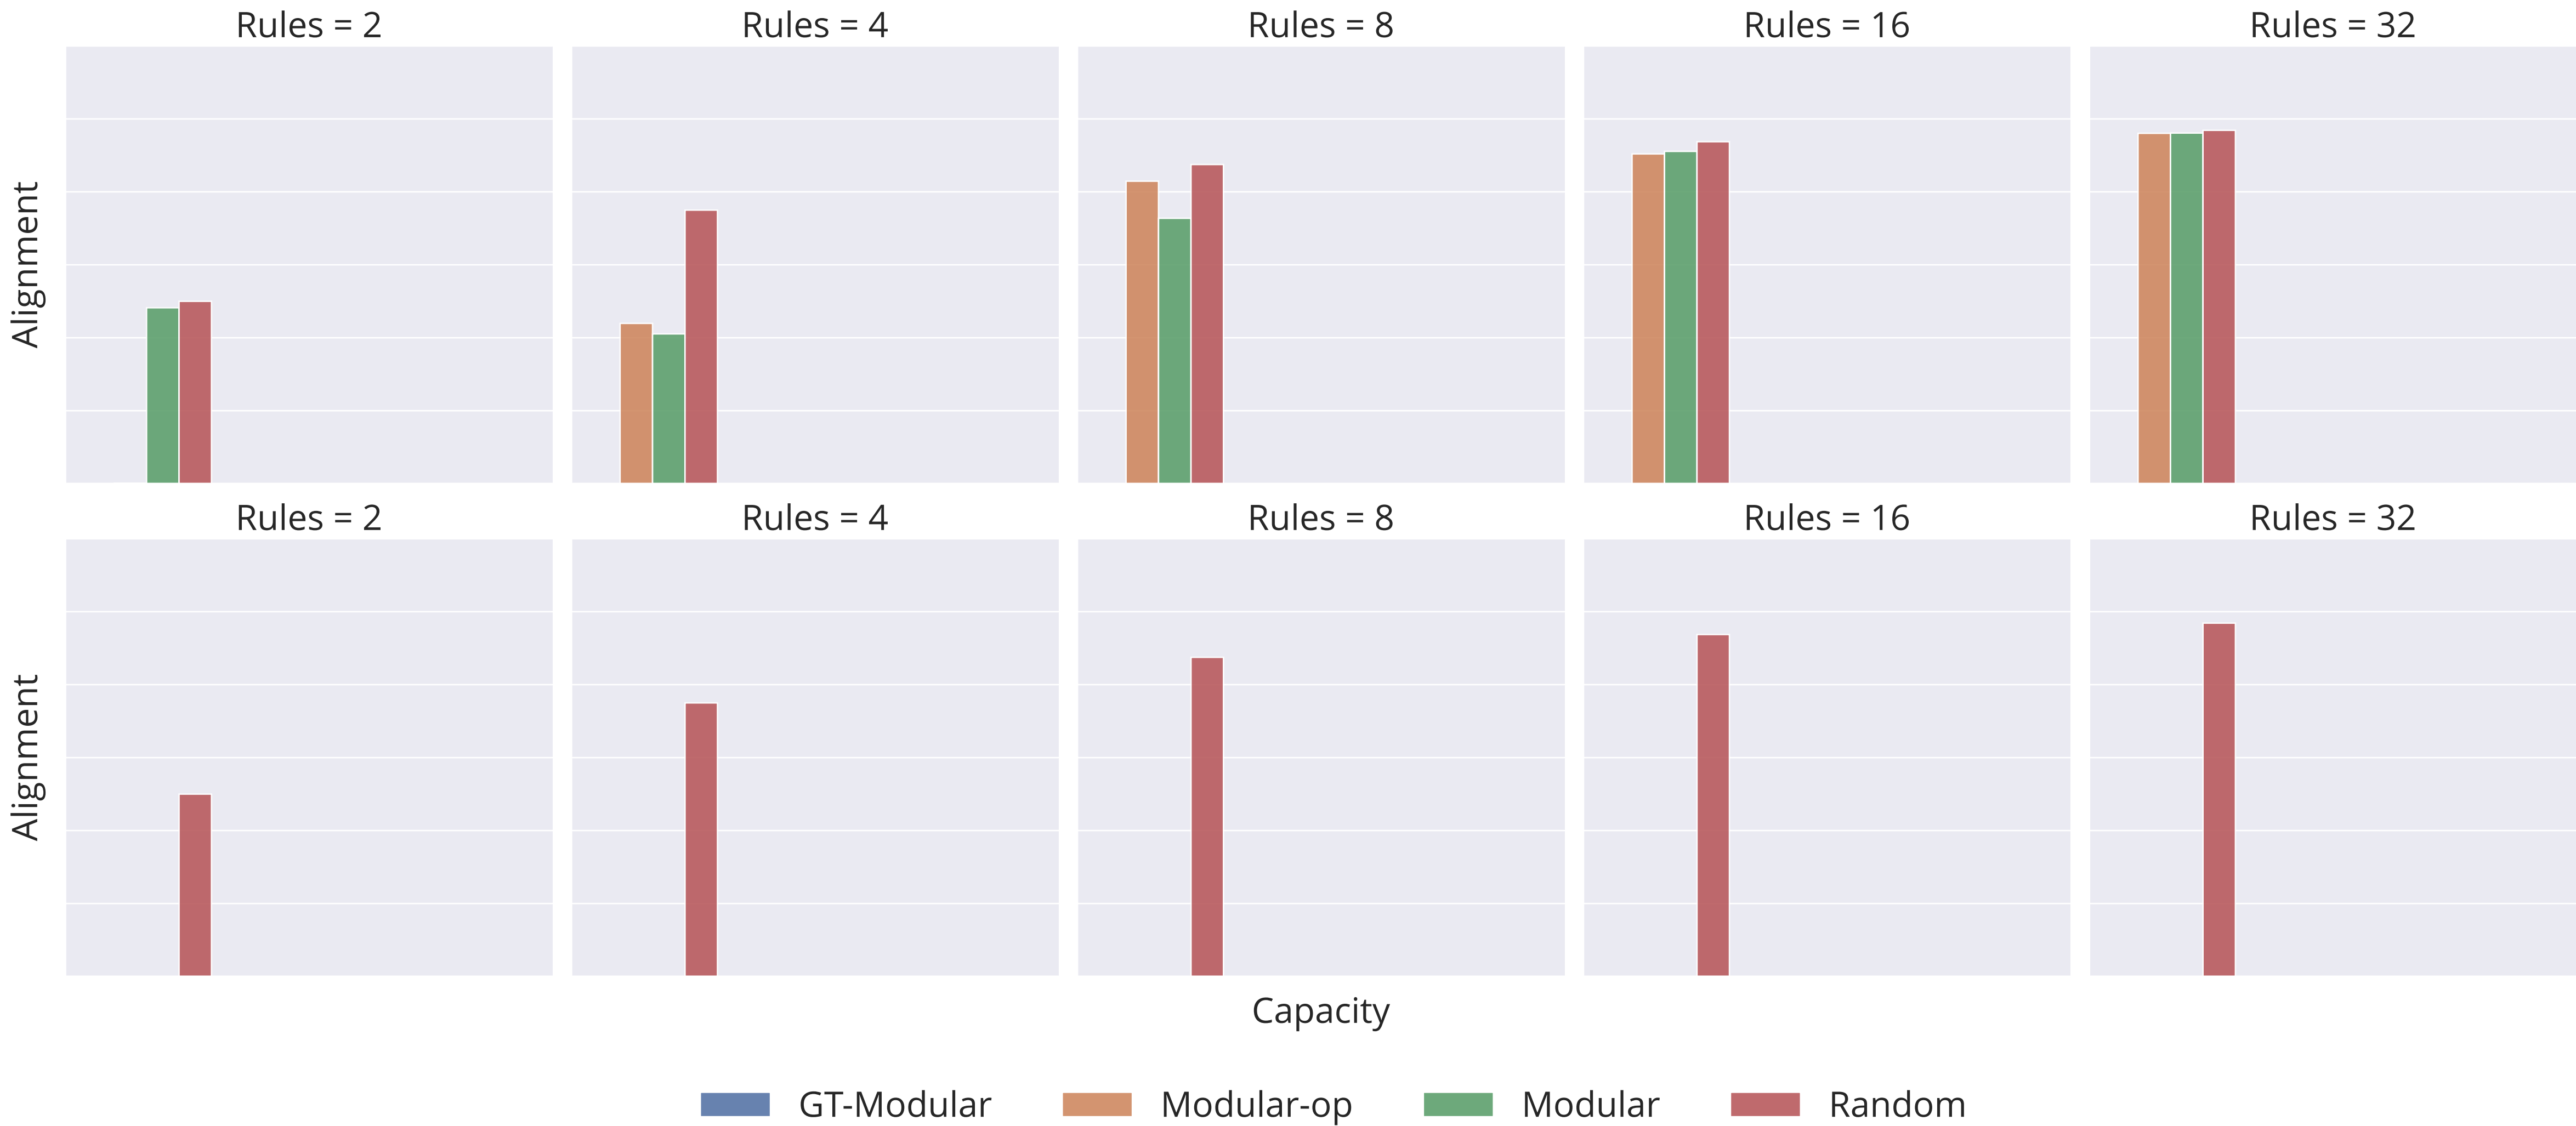 Rules = 2
Rules = 4
Rules = 8
Rules = 16
Rules = 32
Alignment
Rules = 2
Rules = 4
Rules = 8
Rules = 16
Rules = 32
Alignment
Capacity
GT-Modular
Modular-op
Modular
Random